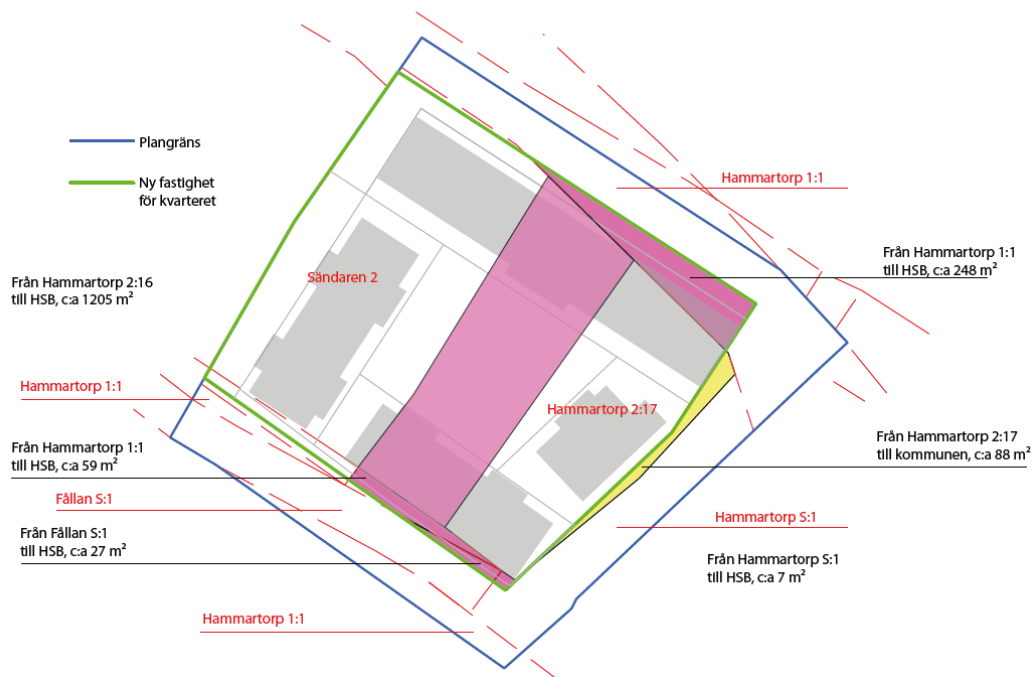 Plangräns
Ny fastighet
för kvarteret
Hammartorp 1:1
Från Hammartorp 1:1
till HSB, c:a 248 m²
Sändaren 2
Från Hammartorp 2:16
till HSB, c:a 1205 m²
Hammartorp 1:1
Hammartorp 2:17
Från Hammartorp 1:1
till HSB, c:a 59 m²
Från Hammartorp 2:17
till kommunen, c:a 88 m²
Fållan S:1
Hammartorp S:1
Från Fållan S:1
till HSB, c:a 27 m²
Från Hammartorp S:1
till HSB, c:a 7 m²
Hammartorp 1:1